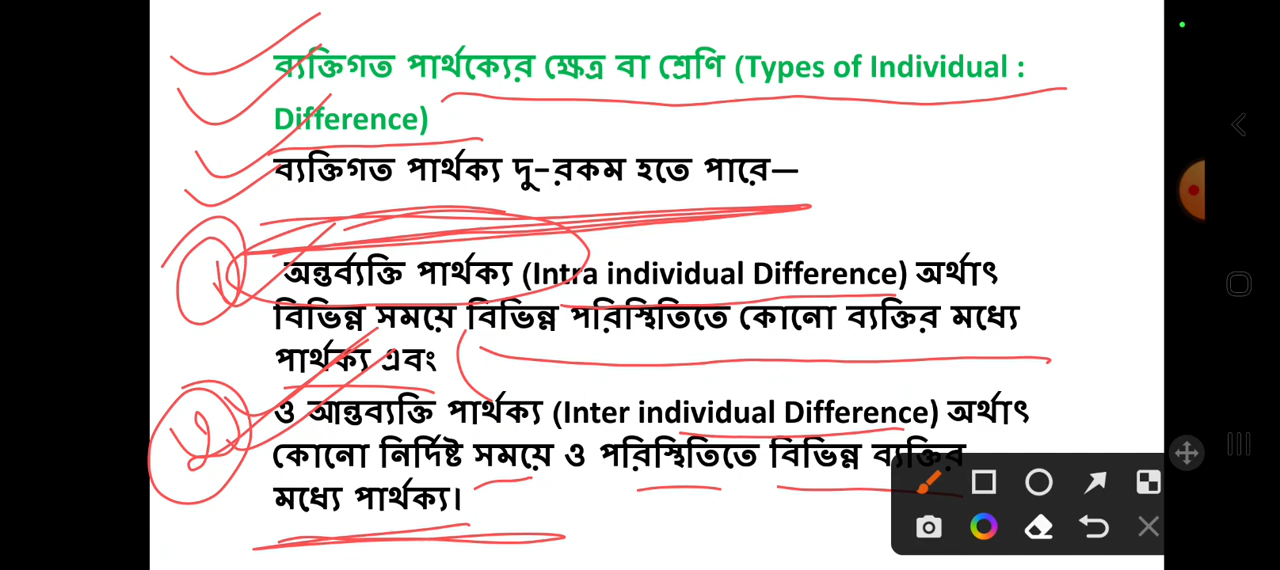 ব্যক্তিগত পার্থক্যের ক্ষেত্র বা শ্রেণি (Types of Individual :
Difference)
ব্যক্তিগত পার্থক্য দু-রকম হতে পারে—
অন্তর্ব্যক্তি পার্থক্য (Intra individual Difference) অর্থাৎ
বিভিন্ন সময়ে বিভিন্ন পরিস্থিতিতে কোনো ব্যক্তির মধ্যে
পার্থক্য এবং
ও আন্তব্যক্তি পার্থক্য (Inter individual Difference) অর্থাৎ
কোনো নির্দিষ্ট সময়ে ও পরিস্থিতিতে বিভিন্ন ব্যক্তির
মধ্যে পার্থক্য।